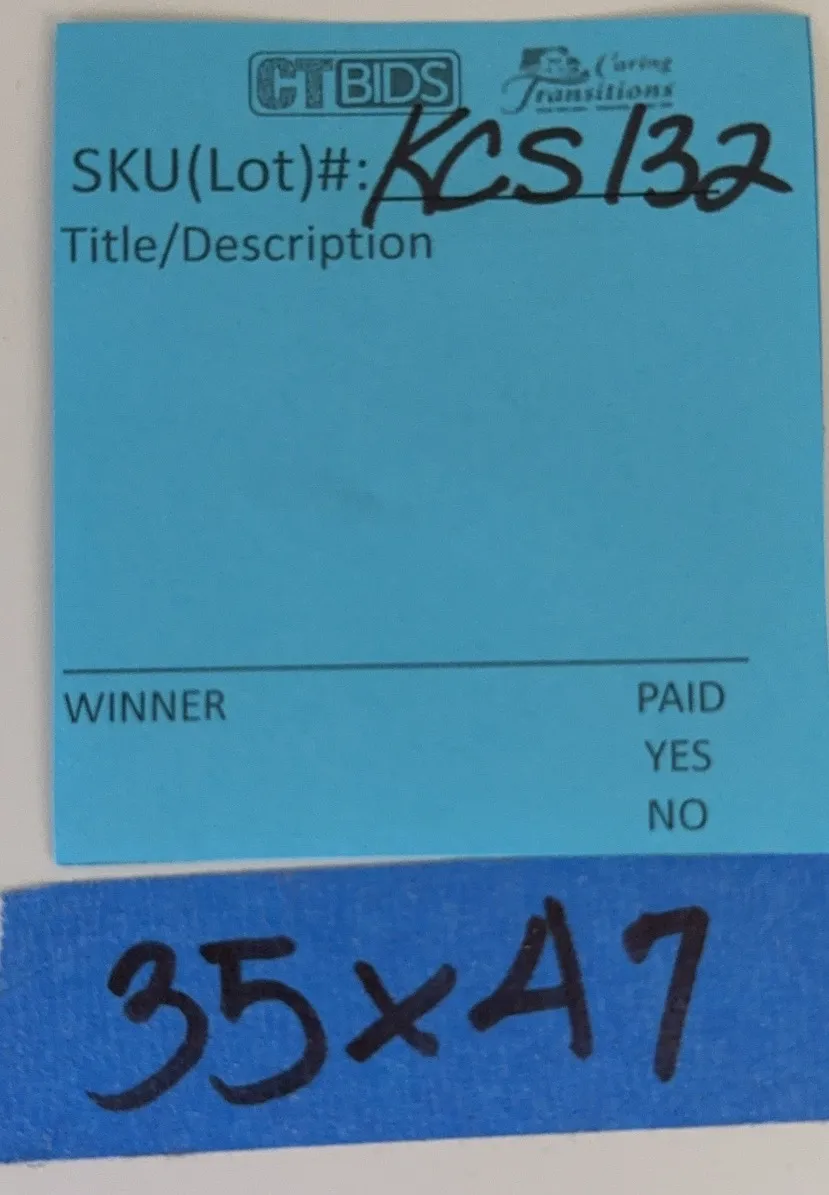 CTBIDS Caring Transitions
SKU(Lot)#: KCS132
Title/Description
WINNER PAID
YES
NO
35x47